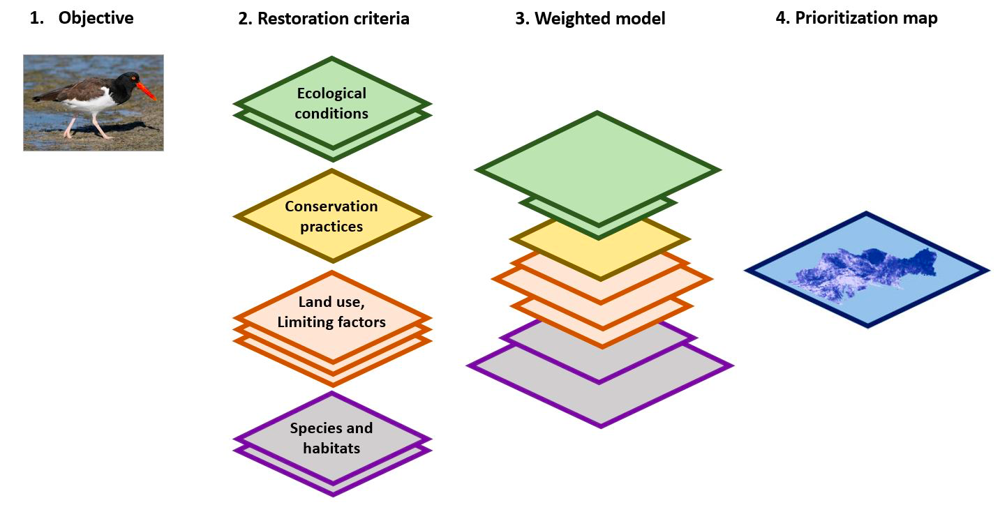 1. Objective
2. Restoration criteria
3. Weighted model
4. Prioritization map
Ecological
conditions
Conservation
practices
Land use,
Limiting factors
Species and
habitats